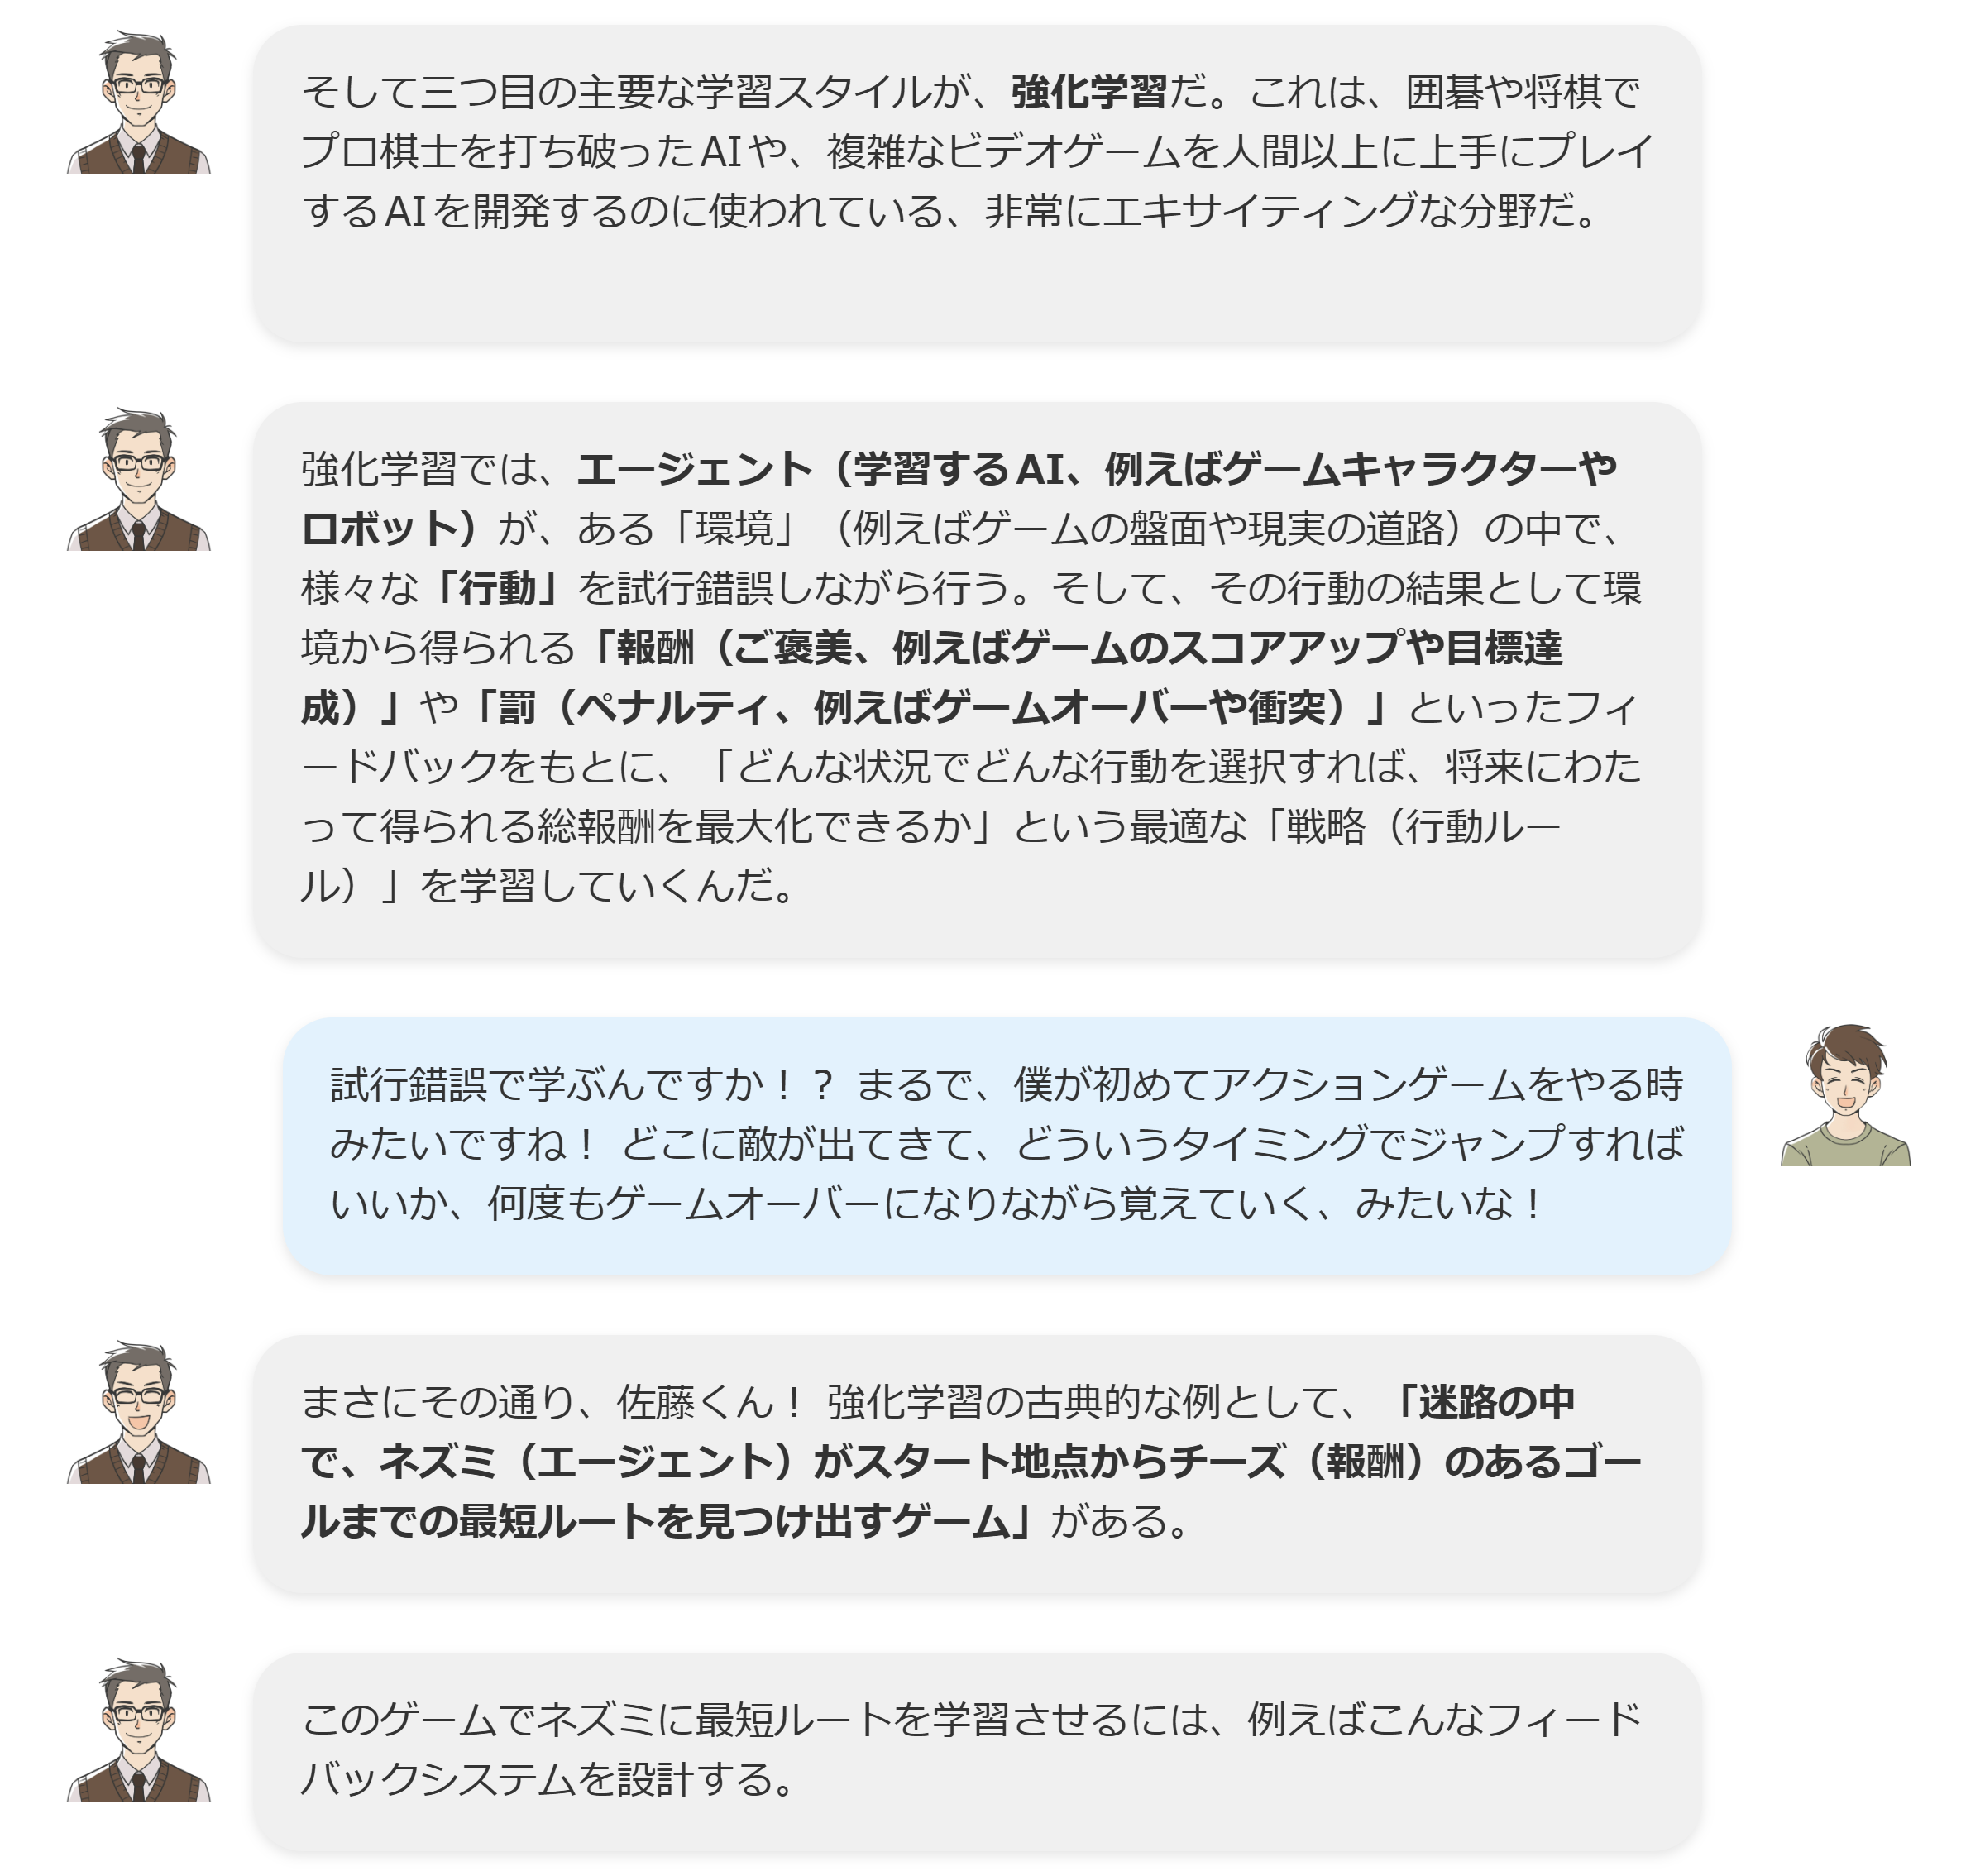 そして三つ目の主要な学習スタイルが、強化学習だ。これは、囲碁や将棋で
プロ棋士を打ち破ったAIや、複雑なビデオゲームを人間以上に上手にプレイ
するAIを開発するのに使われている、非常にエキサイティングな分野だ。
強化学習では、エージェント（学習するAI、例えばゲームキャラクターや
ロボット）が、ある「環境」（例えばゲームの盤面や現実の道路）の中で、
様々な「行動」を試行錯誤しながら行う。そして、その行動の結果として環
境から得られる「報酬（ご褒美、例えばゲームのスコアアップや目標達
成）」や「罰（ペナルティ、例えばゲームオーバーや衝突）」といったフィ
ードバックをもとに、「どんな状況でどんな行動を選択すれば、将来にわた
って得られる総報酬を最大化できるか」という最適な「戦略（行動ルー
ル）」を学習していくんだ。
試行錯誤で学ぶんですか！？ まるで、僕が初めてアクションゲームをやる時
みたいですね！ どこに敵が出てきて、どういうタイミングでジャンプすれば
いいか、何度もゲームオーバーになりながら覚えていく、みたいな！
まさにその通り、佐藤くん！ 強化学習の古典的な例として、「迷路の中
で、ネズミ（エージェント）がスタート地点からチーズ（報酬）のあるゴー
ルまでの最短ルートを見つけ出すゲーム」がある。
このゲームでネズミに最短ルートを学習させるには、例えばこんなフィード
バックシステムを設計する。